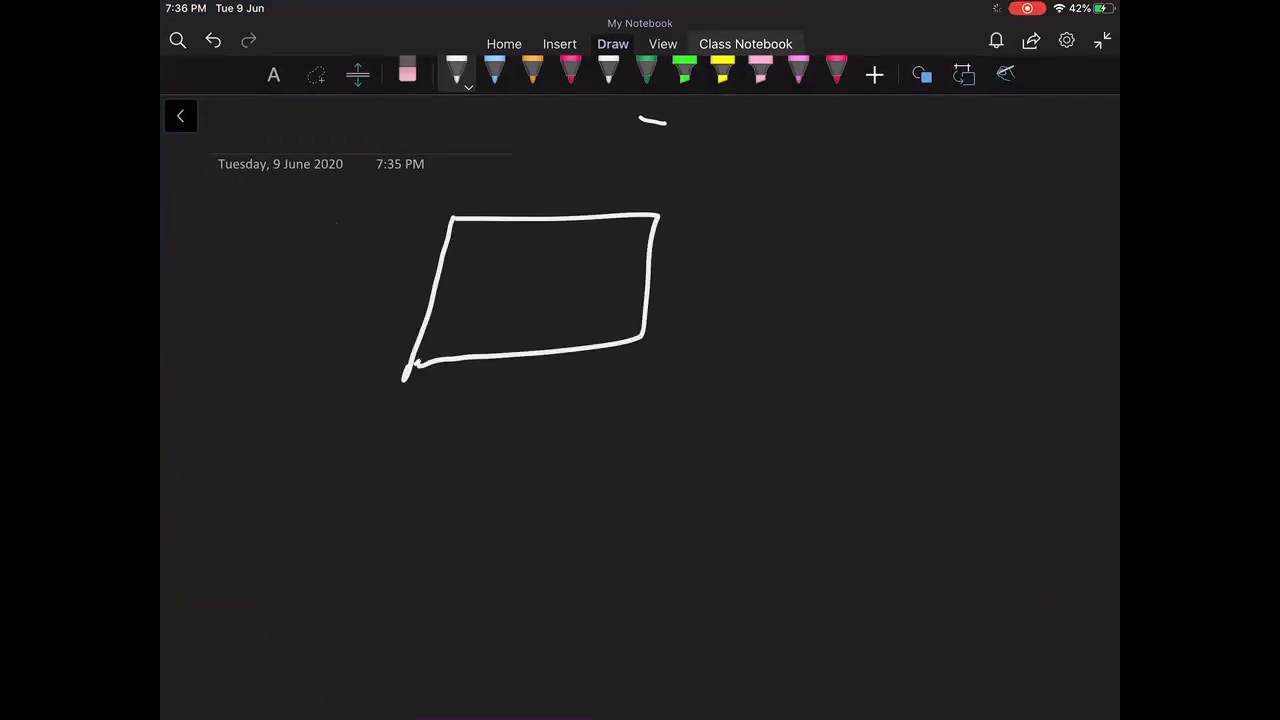 7:36 PM Tue 9 Jun 42%
My Notebook
Home Insert Draw View Class Notebook
A
Tuesday, 9 June 2020 7:35 PM